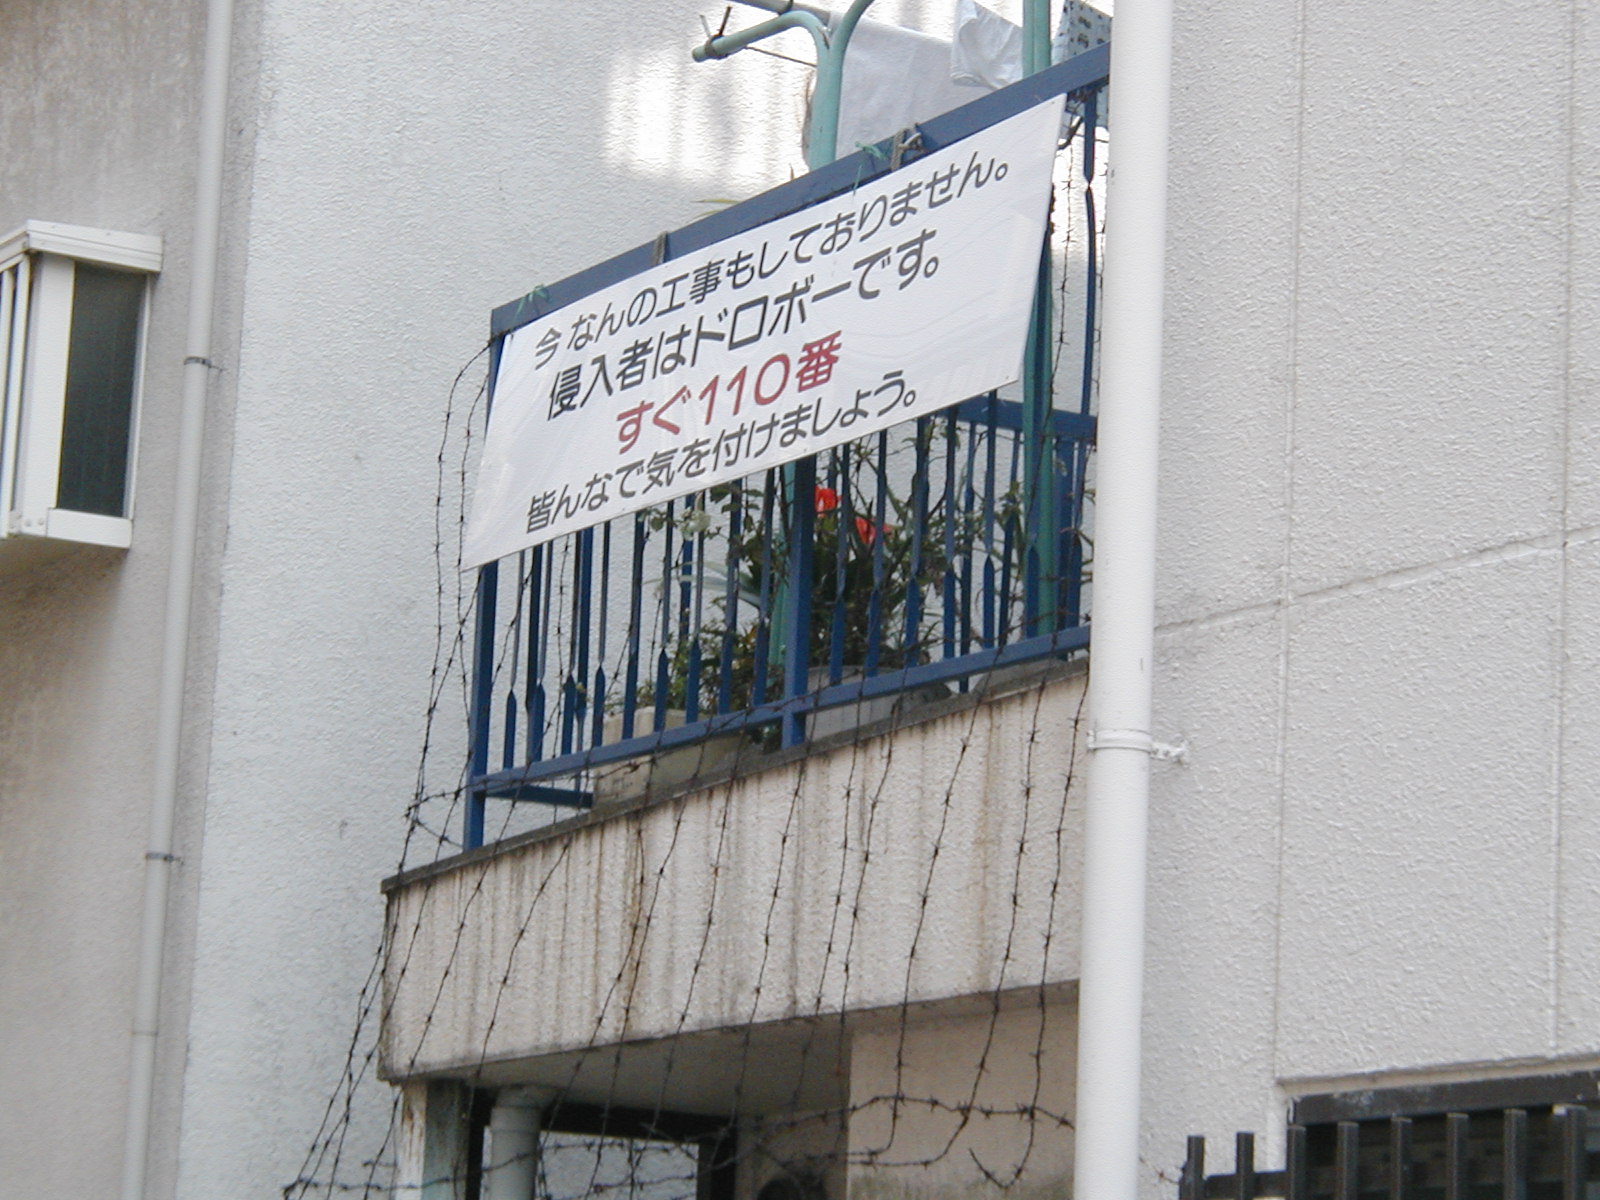 今なんの工事もしておりません。
侵入者はドロボーです。
すぐ110番
皆んなで気を付けましょう。